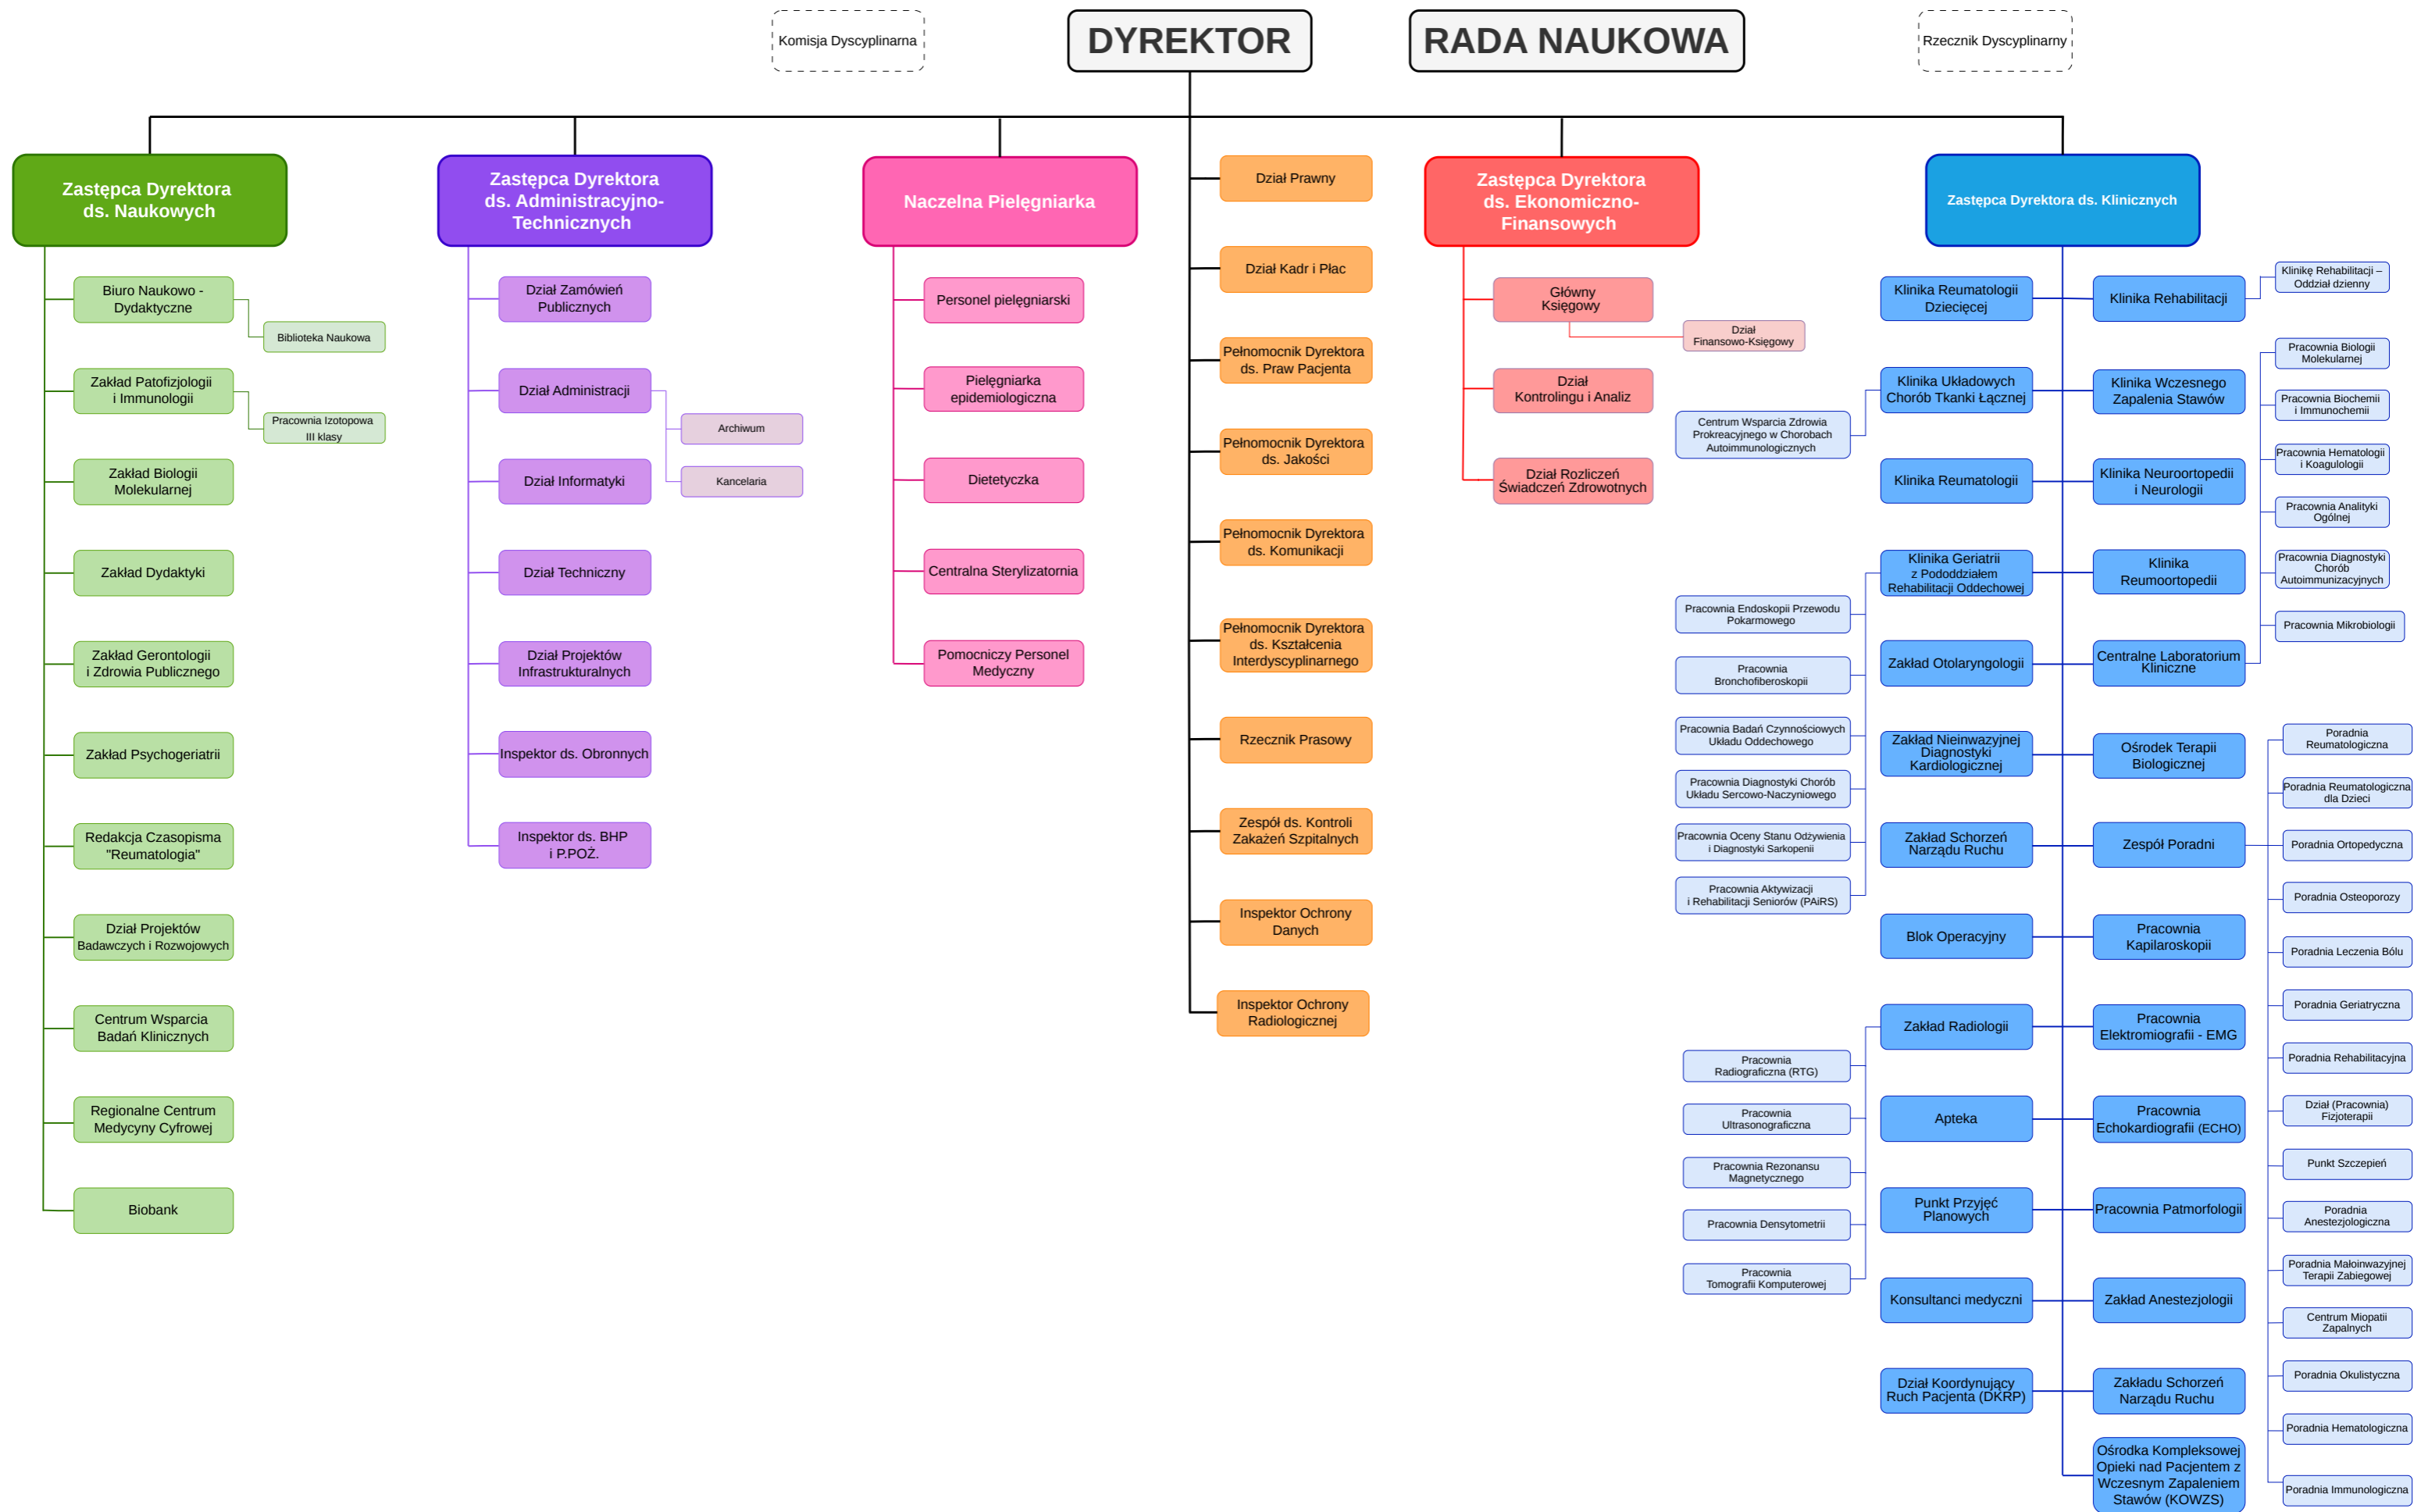 Komisja Dyscyplinarna
DYREKTOR
RADA NAUKOWA
Rzecznik Dyscyplinarny
Zastępca Dyrektora
ds. Naukowych
Biuro Naukowo -
Dydaktyczne
Biblioteka Naukowa
Zakład Patofizjologii
i Immunologii
Pracownia Izotopowa
III klasy
Zakład Biologii
Molekularnej
Zakład Dydaktyki
Zakład Gerontologii
i Zdrowia Publicznego
Zakład Psychogeriatrii
Redakcja Czasopisma
"Reumatologia"
Dział Projektów
Badawczych i Rozwojowych
Centrum Wsparcia
Badań Klinicznych
Regionalne Centrum
Medycyny Cyfrowej
Biobank
Zastępca Dyrektora
ds. Administracyjno-
Technicznych
Dział Zamówień
Publicznych
Dział Administracji
Archiwum
Kancelaria
Dział Informatyki
Dział Techniczny
Dział Projektów
Infrastrukturalnych
Inspektor ds. Obronnych
Inspektor ds. BHP
i P.POŻ.
Naczelna Pielęgniarka
Personel pielęgniarski
Pielęgniarka
epidemiologiczna
Dietetyczka
Centralna Sterylizatornia
Pomocniczy Personel
Medyczny
Dział Prawny
Dział Kadr i Płac
Pełnomocnik Dyrektora
ds. Praw Pacjenta
Pełnomocnik Dyrektora
ds. Jakości
Pełnomocnik Dyrektora
ds. Komunikacji
Pełnomocnik Dyrektora
ds. Kształcenia
Interdyscyplinarnego
Rzecznik Prasowy
Zespół ds. Kontroli
Zakażeń Szpitalnych
Inspektor Ochrony
Danych
Inspektor Ochrony
Radiologicznej
Zastępca Dyrektora
ds. Ekonomiczno-
Finansowych
Główny
Księgowy
Dział
Finansowo-Księgowy
Dział
Kontrolingu i Analiz
Dział Rozliczeń
Świadczeń Zdrowotnych
Zastępca Dyrektora ds. Klinicznych
Klinika Reumatologii
Dziecięcej
Klinika Układowych
Chorób Tkanki Łącznej
Centrum Wsparcia Zdrowia
Prokreacyjnego w Chorobach
Autoimmunologicznych
Klinika Reumatologii
Klinika Geriatrii
z Pododdziałem
Rehabilitacji Oddechowej
Pracownia Endoskopii Przewodu
Pokarmowego
Pracownia
Bronchofiberoskopii
Pracownia Badań Czynnościowych
Układu Oddechowego
Pracownia Diagnostyki Chorób
Układu Sercowo-Naczyniowego
Pracownia Oceny Stanu Odżywienia
i Diagnostyki Sarkopenii
Pracownia Aktywizacji
i Rehabilitacji Seniorów (PAiRS)
Zakład Otolaryngologii
Zakład Nieinwazyjnej
Diagnostyki
Kardiologicznej
Zakład Schorzeń
Narządu Ruchu
Blok Operacyjny
Zakład Radiologii
Pracownia
Radiograficzna (RTG)
Pracownia
Ultrasonograficzna
Pracownia Rezonansu
Magnetycznego
Pracownia Densytometrii
Pracownia
Tomografii Komputerowej
Apteka
Punkt Przyjęć
Planowych
Konsultanci medyczni
Dział Koordynujący
Ruch Pacjenta (DKRP)
Klinika Rehabilitacji
Klinikę Rehabilitacji –
Oddział dzienny
Klinika Wczesnego
Zapalenia Stawów
Klinika Neuroortopedii
i Neurologii
Klinika
Reumoortopedii
Centralne Laboratorium
Kliniczne
Pracownia Biologii
Molekularnej
Pracownia Biochemii
i Immunochemii
Pracownia Hematologii
i Koagulologii
Pracownia Analityki
Ogólnej
Pracownia Diagnostyki
Chorób
Autoimmunizacyjnych
Pracownia Mikrobiologii
Ośrodek Terapii
Biologicznej
Zespół Poradni
Poradnia
Reumatologiczna
Poradnia Reumatologiczna
dla Dzieci
Poradnia Ortopedyczna
Poradnia Osteoporozy
Poradnia Leczenia Bólu
Poradnia Geriatryczna
Poradnia Rehabilitacyjna
Dział (Pracownia)
Fizjoterapii
Punkt Szczepień
Poradnia
Anestezjologiczna
Poradnia Małoinwazyjnej
Terapii Zabiegowej
Centrum Miopatii
Zapalnych
Poradnia Okulistyczna
Poradnia Hematologiczna
Poradnia Immunologiczna
Pracownia
Kapilaroskopii
Pracownia
Elektromiografii - EMG
Pracownia
Echokardiografii (ECHO)
Pracownia Patmorfologii
Zakład Anestezjologii
Zakładu Schorzeń
Narządu Ruchu
Ośrodka Kompleksowej
Opieki nad Pacjentem z
Wczesnym Zapaleniem
Stawów (KOWZS)